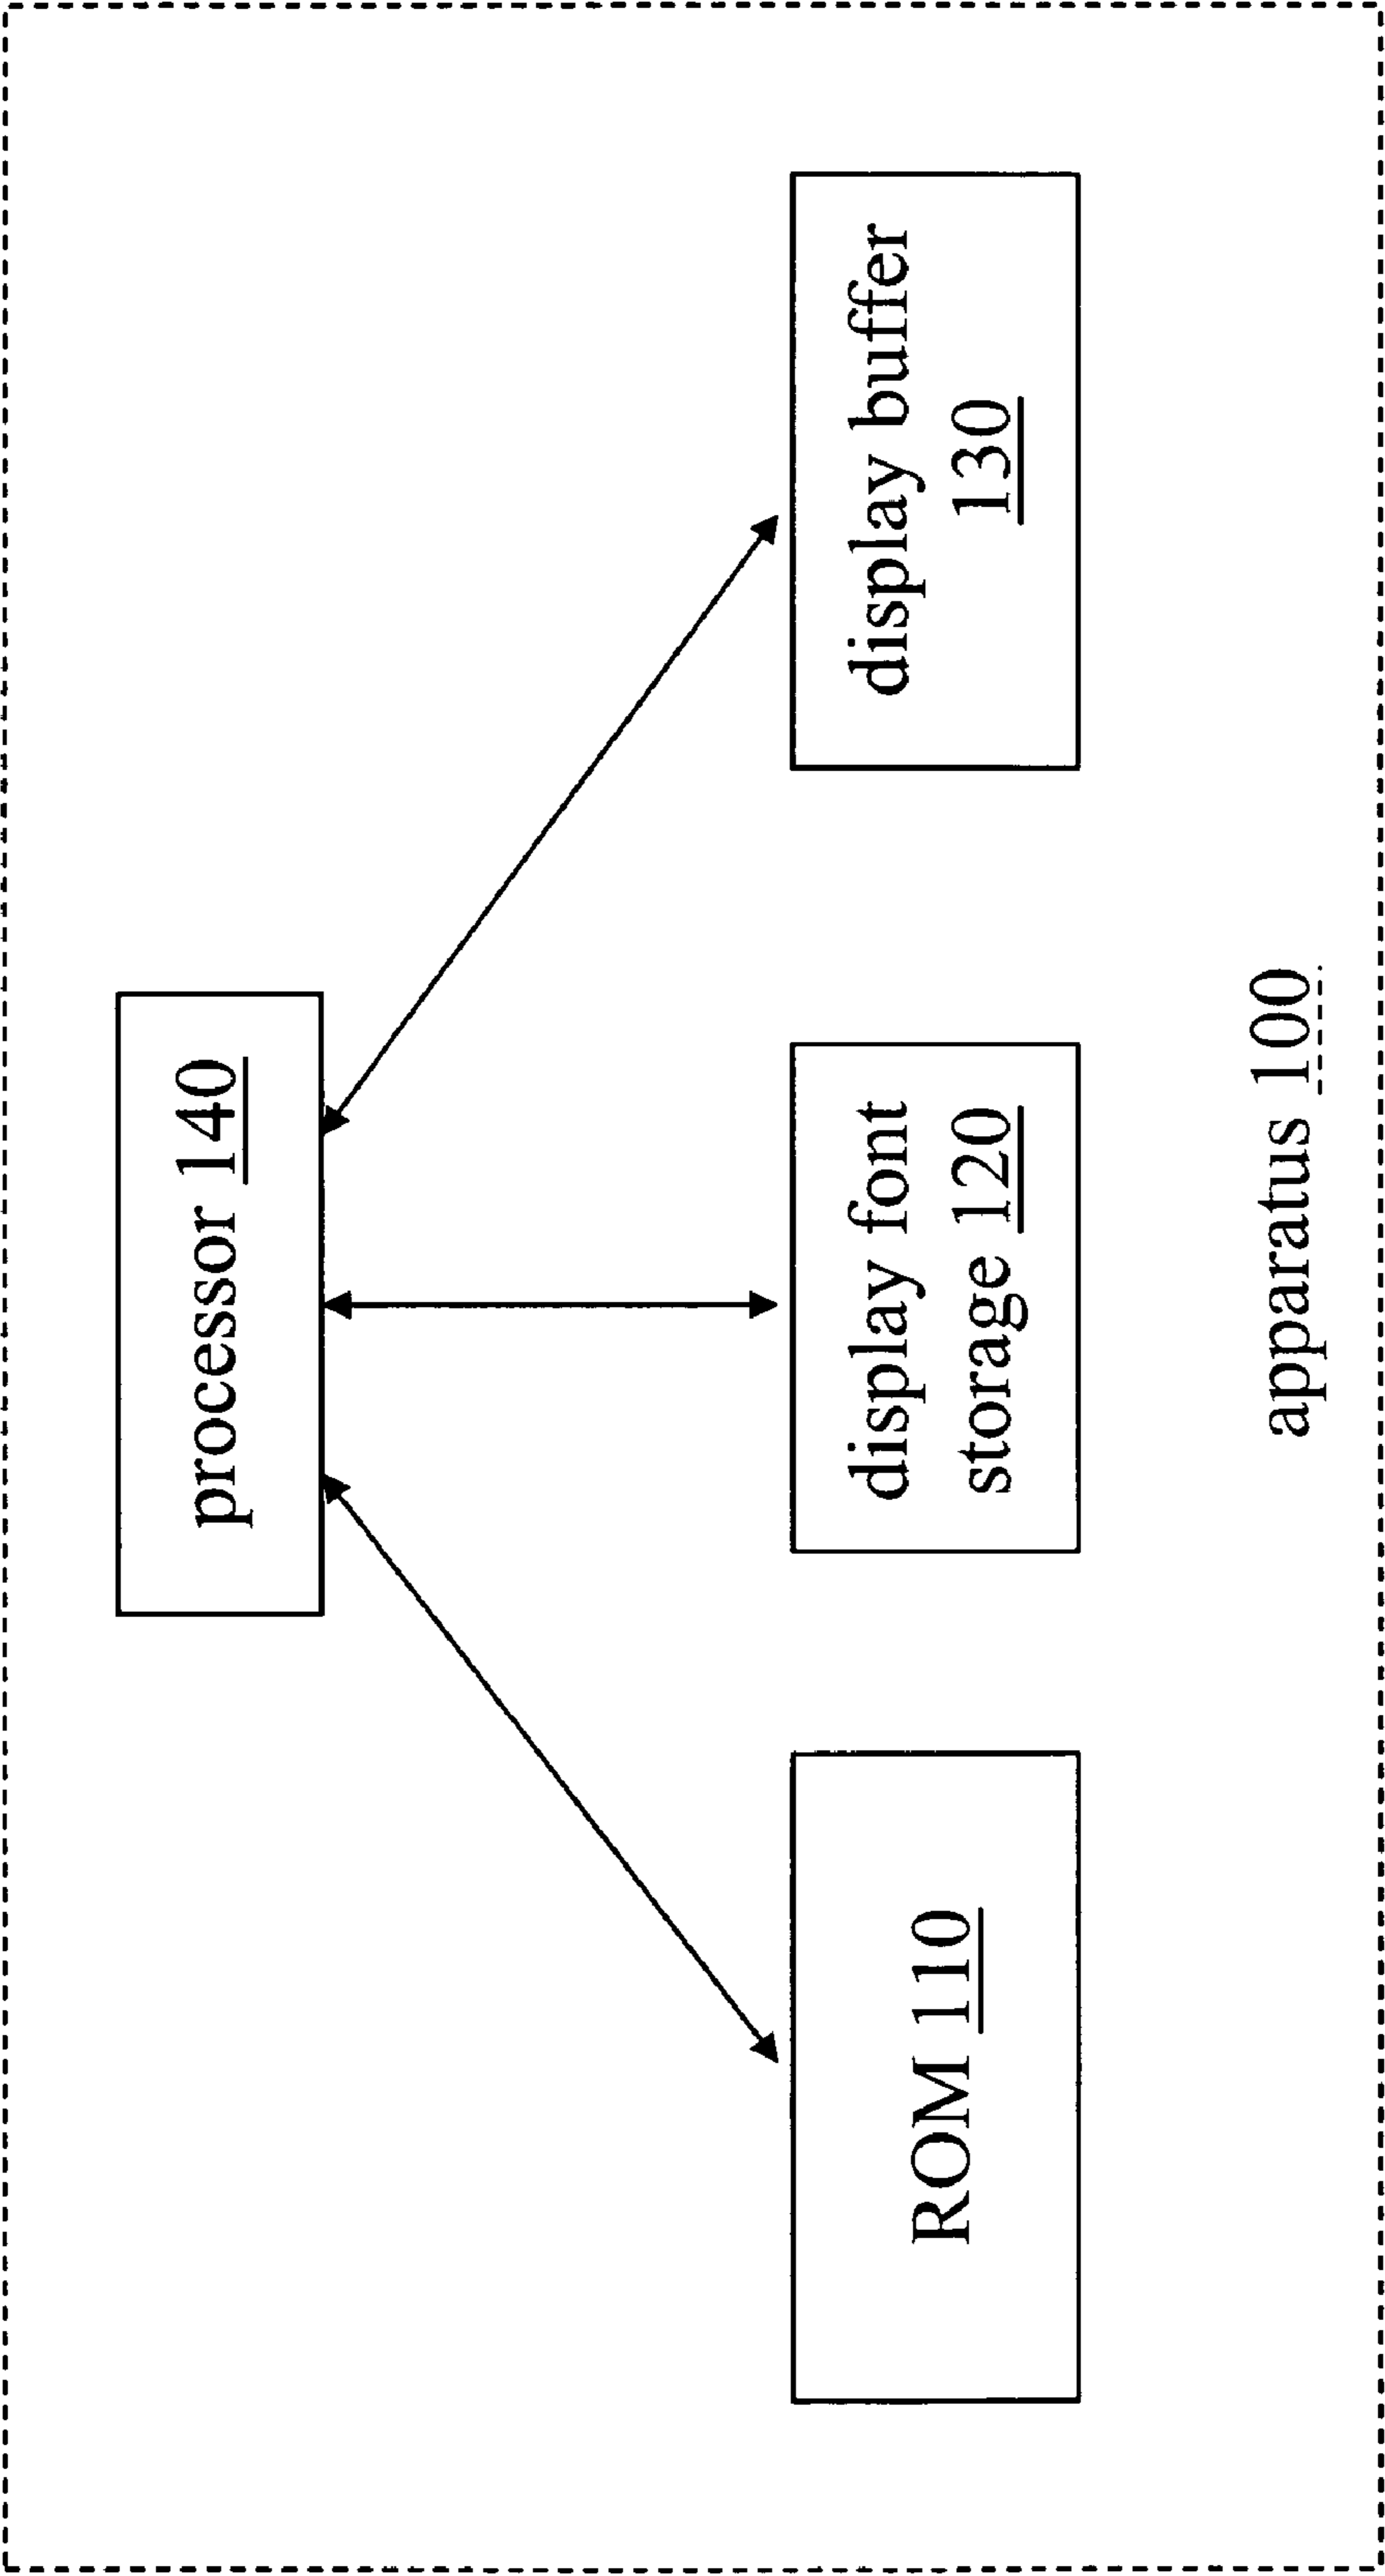 processor 140
ROM 110
display font
storage 120
display buffer
130
apparatus 100